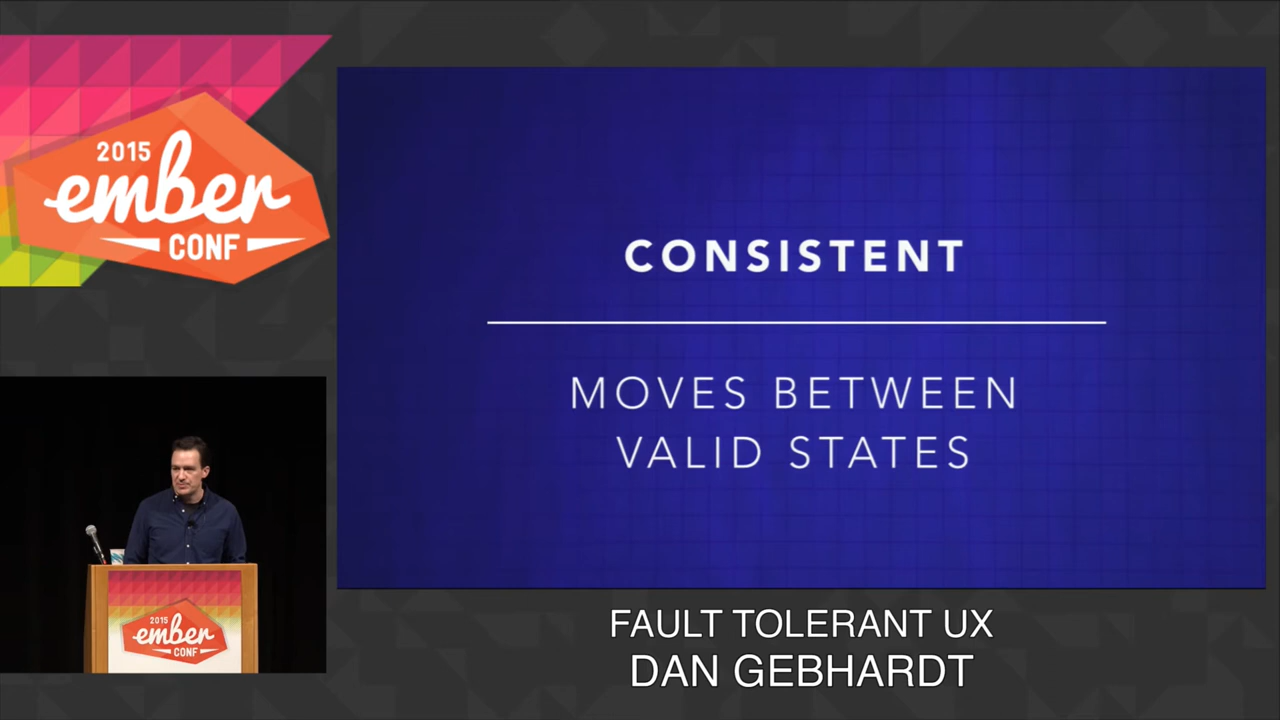 2015
ember
CONF
CONSISTENT
MOVES BETWEEN
VALID STATES
2015
ember
CONF
FAULT TOLERANT UX
DAN GEBHARDT